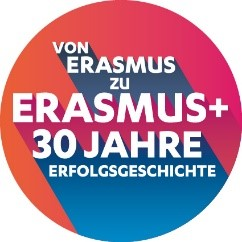 VON
ERASMUS
ZU
ERASMUS+
30 JAHRE
ERFOLGSGESCHICHTE